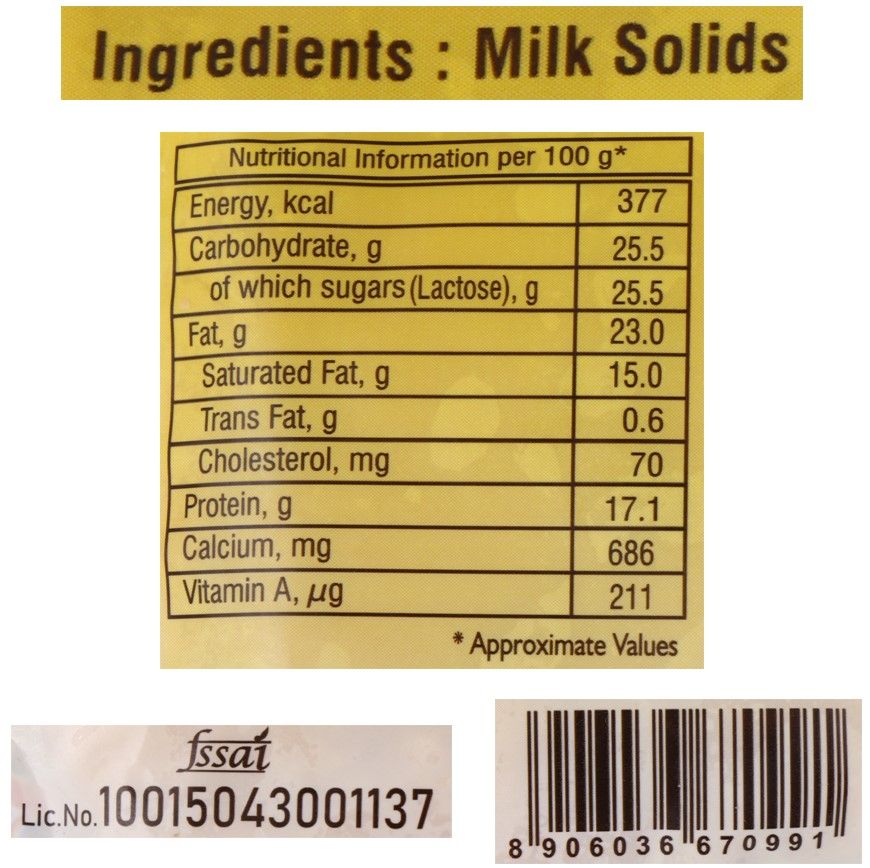 Ingredients : Milk Solids
Nutritional Information per 100 g*
Energy, kcal 377
Carbohydrate, g 25.5
of which sugars (Lactose), g 25.5
Fat, g 23.0
Saturated Fat, g 15.0
Trans Fat, g 0.6
Cholesterol, mg 70
Protein, g 17.1
Calcium, mg 686
Vitamin A, µg 211
* Approximate Values
fssai
Lic.No.10015043001137
8 906036 670991